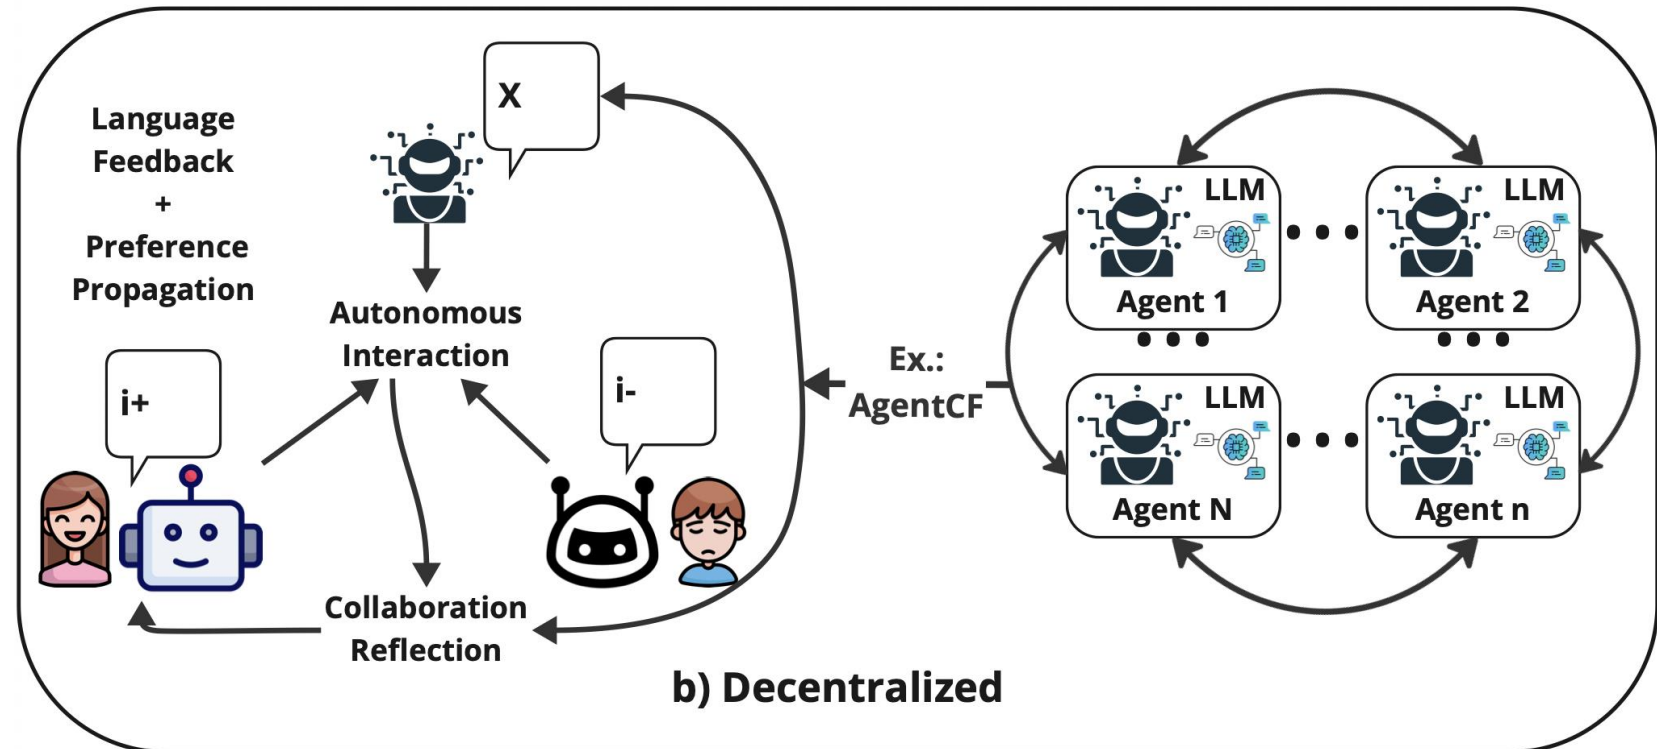 Language
Feedback
+
Preference
Propagation
X
Autonomous
Interaction
i+
i-
Collaboration
Reflection
Ex.:
AgentCF
LLM
Agent 1
LLM
Agent 2
LLM
Agent N
LLM
Agent n
b) Decentralized